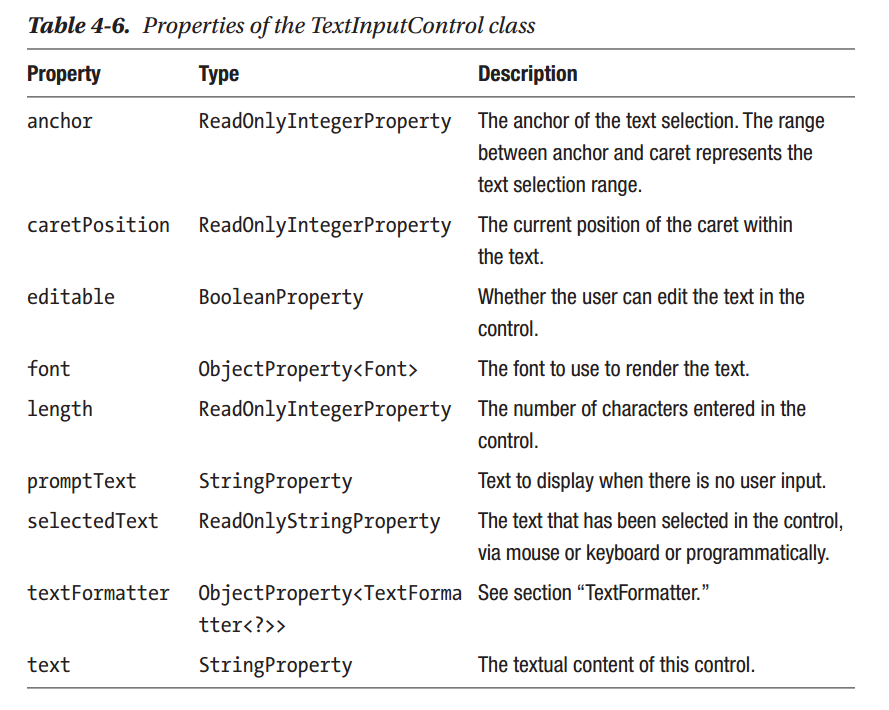 Table 4-6. Properties of the TextInputControl class
Property Type Description
anchor ReadOnlyIntegerProperty The anchor of the text selection. The range
between anchor and caret represents the
text selection range.
caretPosition ReadOnlyIntegerProperty The current position of the caret within
the text.
editable BooleanProperty Whether the user can edit the text in the
control.
font ObjectProperty<Font> The font to use to render the text.
length ReadOnlyIntegerProperty The number of characters entered in the
control.
promptText StringProperty Text to display when there is no user input.
selectedText ReadOnlyStringProperty The text that has been selected in the control,
via mouse or keyboard or programmatically.
textFormatter ObjectProperty<TextForma See section “TextFormatter.”
tter<?>>
text StringProperty The textual content of this control.